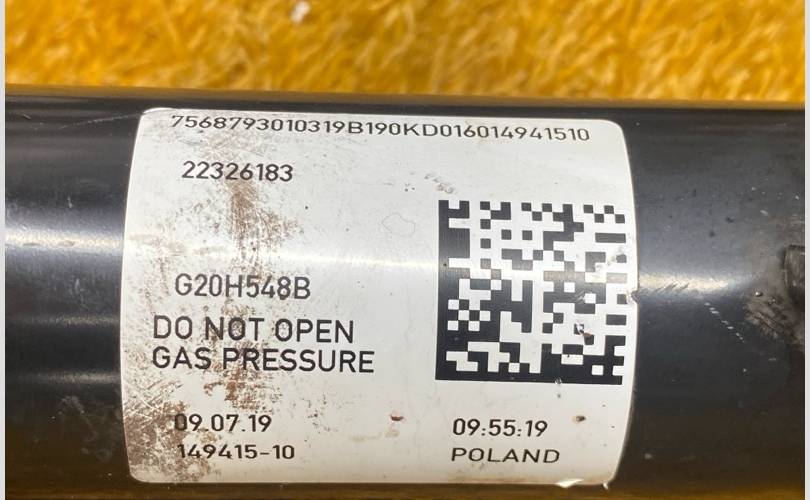 7568793010319B190KD016014941510
22326183
G20H548B
DO NOT OPEN
GAS PRESSURE
09.07.19
09:55:19
149415-10
POLAND